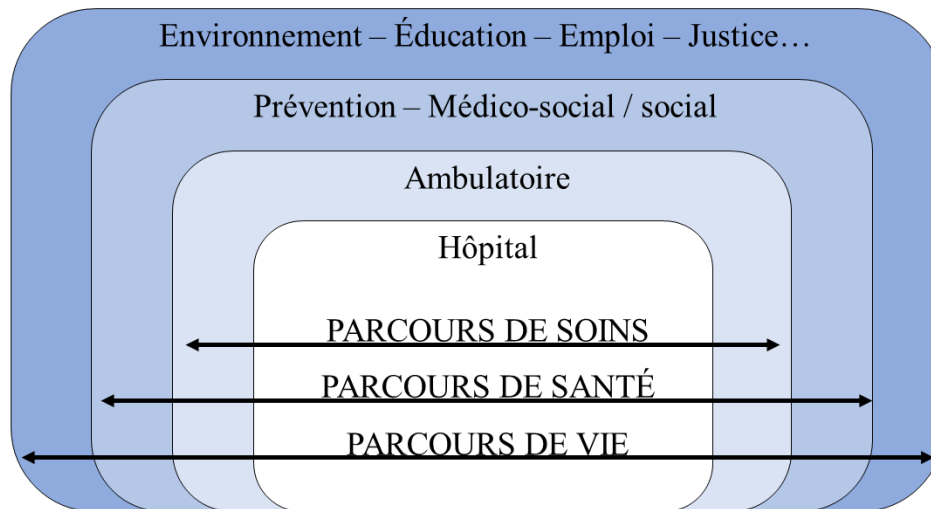 Environnement – Éducation – Emploi – Justice…
Prévention – Médico-social / social
Ambulatoire
Hôpital
PARCOURS DE SOINS
PARCOURS DE SANTÉ
PARCOURS DE VIE